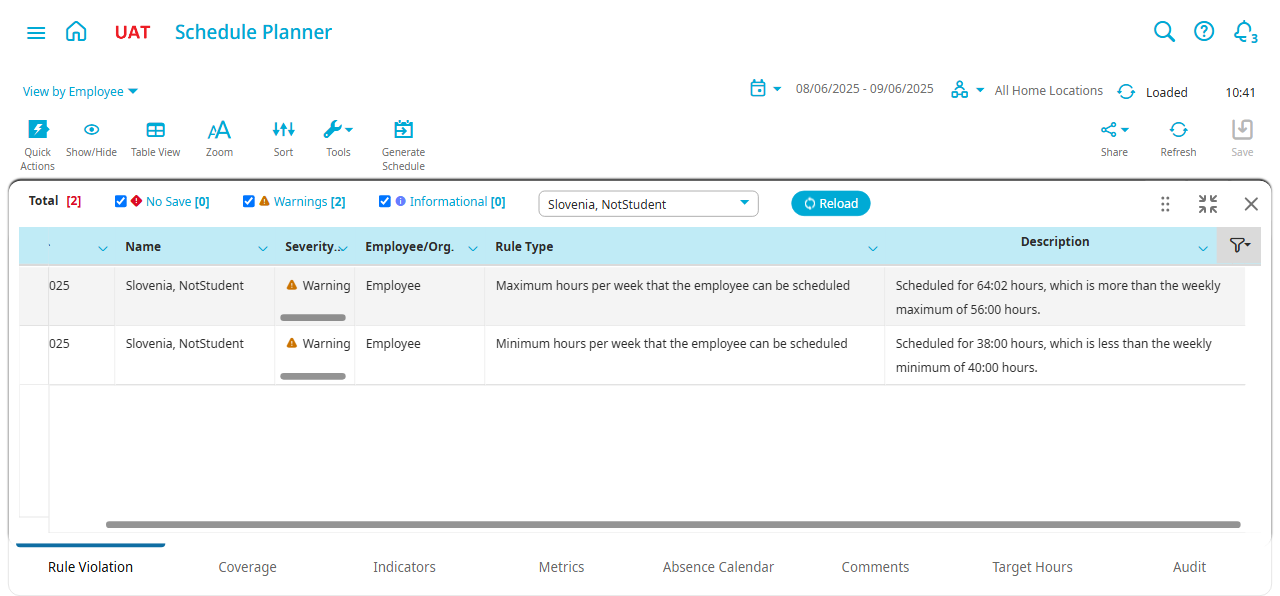 UAT Schedule Planner
3
View by Employee
08/06/2025 - 09/06/2025 All Home Locations Loaded 10:41
Quick Actions
Show/Hide
Table View
Zoom
Sort
Tools
Generate Schedule
Share
Refresh
Save
Total [2] No Save [0] Warnings [2] Informational [0] Slovenia, NotStudent Reload
Name Severity... Employee/Org. Rule Type Description
025 Slovenia, NotStudent Warning Employee Maximum hours per week that the employee can be scheduled Scheduled for 64:02 hours, which is more than the weekly
maximum of 56:00 hours.
025 Slovenia, NotStudent Warning Employee Minimum hours per week that the employee can be scheduled Scheduled for 38:00 hours, which is less than the weekly
minimum of 40:00 hours.
Rule Violation Coverage Indicators Metrics Absence Calendar Comments Target Hours Audit